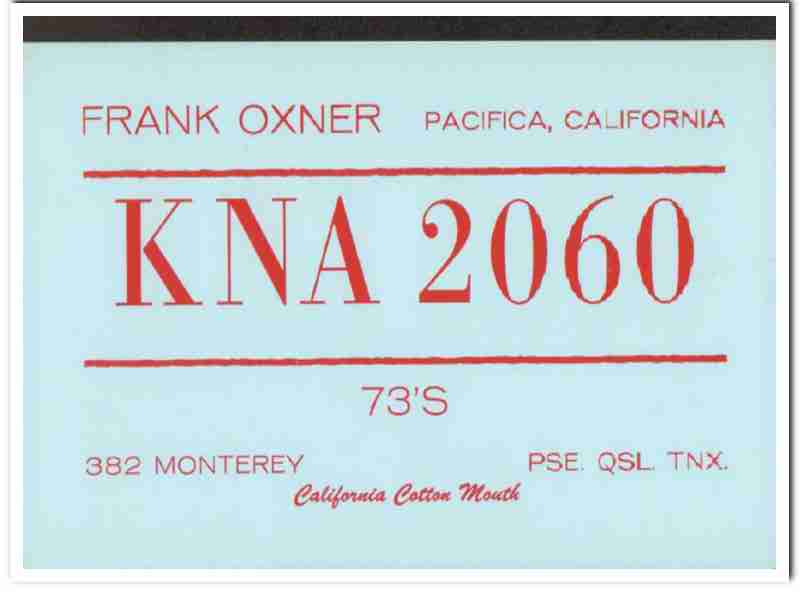 FRANK OXNER PACIFICA, CALIFORNIA
KNA 2060
73'S
382 MONTEREY PSE. QSL. TNX.
California Cotton Mouth